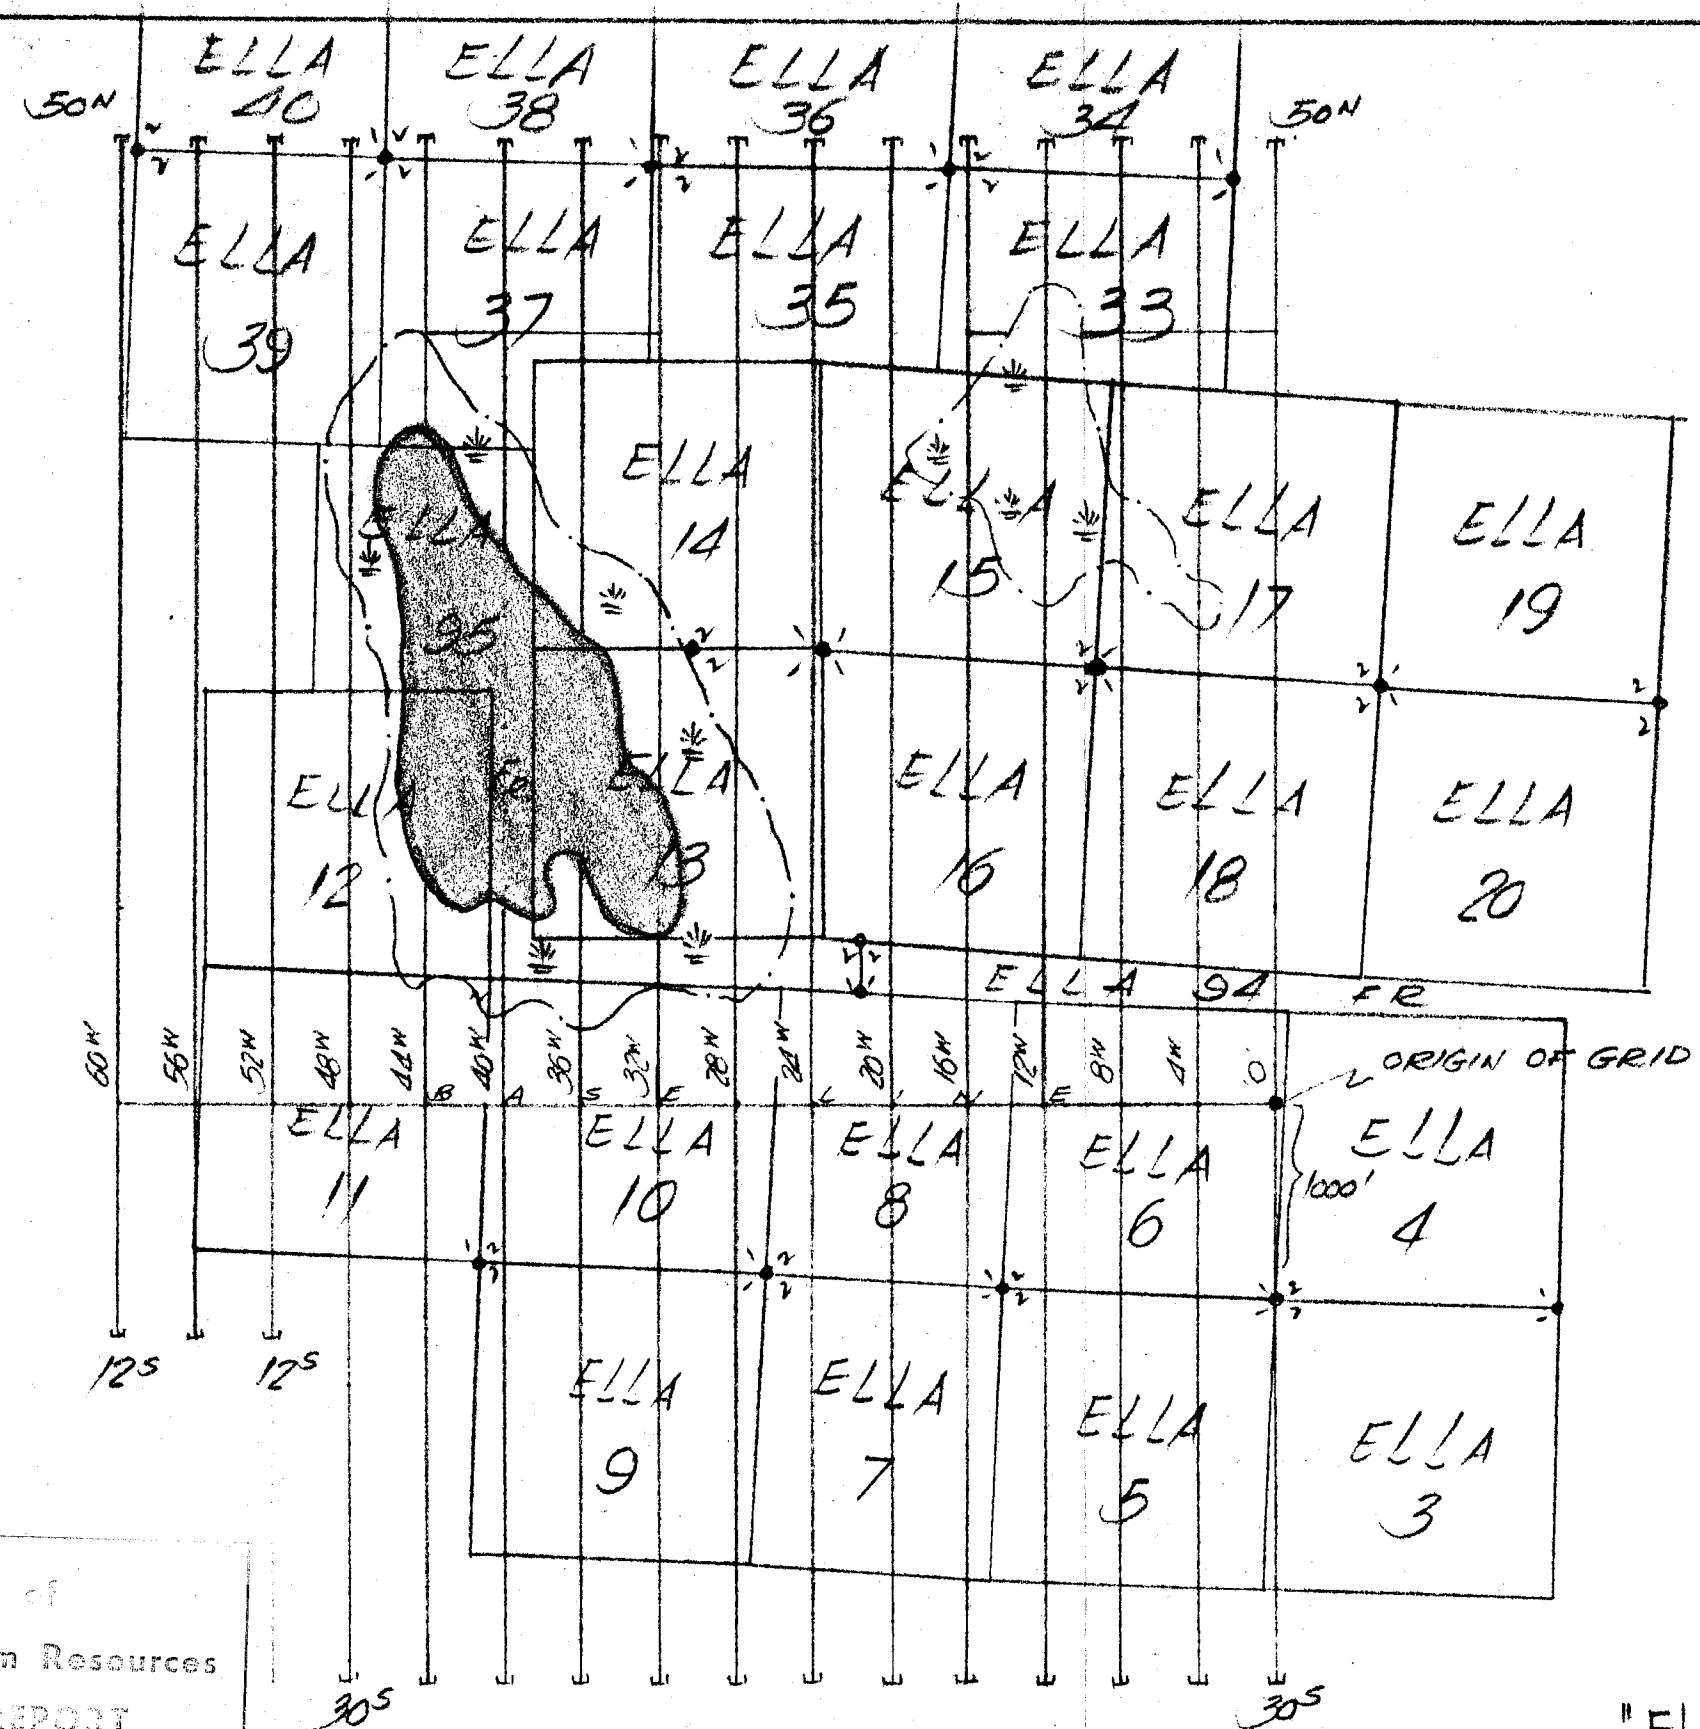 ELLA ELLA ELLA ELLA
50N 40 38 36 34 50N
ELLA ELLA ELLA ELLA
39 37 35 33
ELLA ELLA ELLA ELLA ELLA
95 14 15 17 19
ELLA ELLA ELLA ELLA ELLA
12 FR. 13 16 18 20
ELLA 94 FR
60W 56W 52W 48W 44W 40W 36W 32W 28W 24W 20W 16W 12W 8W 4W 0'
ORIGIN OF GRID
B A S E L I N E
ELLA ELLA ELLA ELLA ELLA
11 10 8 6 4
1000'
12S 12S
ELLA ELLA ELLA ELLA
9 7 5 3
of
Resources
REPORT
30S 30S